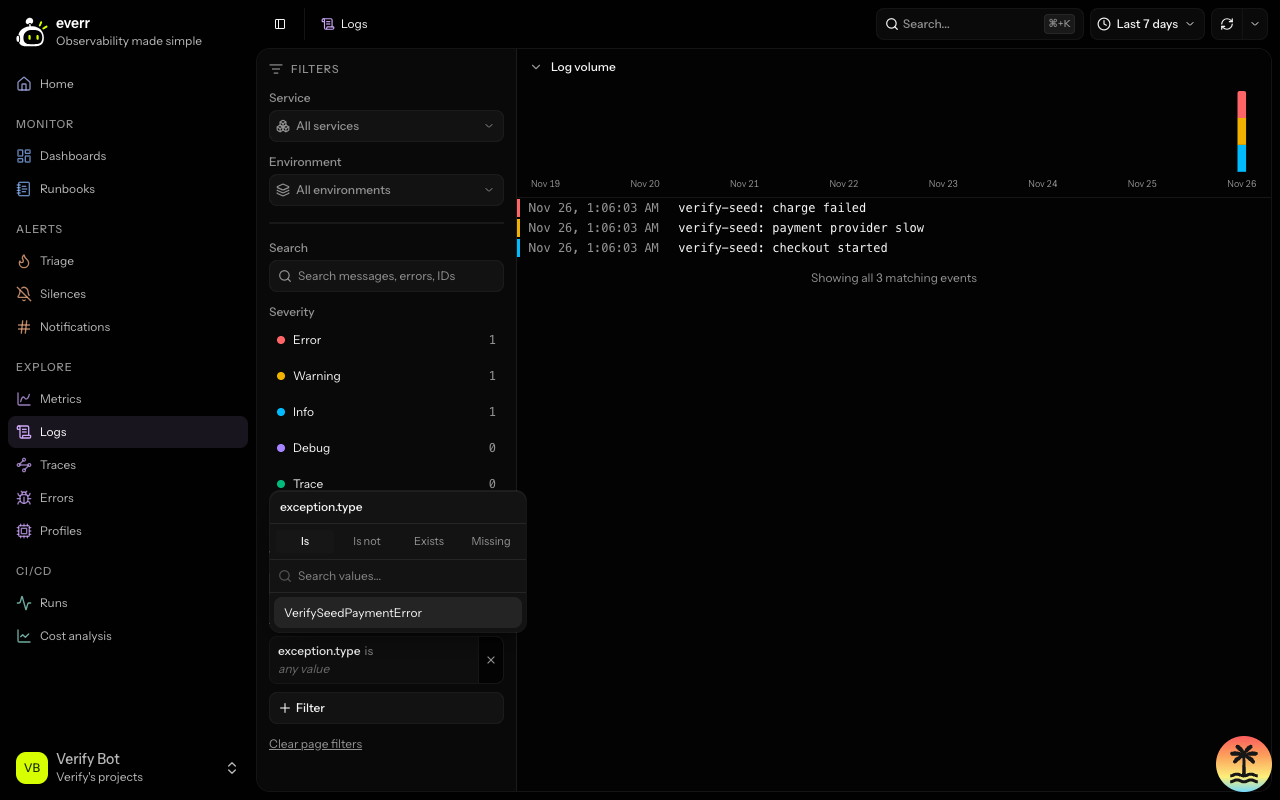 everr
Observability made simple
Home
MONITOR
Dashboards
Runbooks
ALERTS
Triage
Silences
Notifications
EXPLORE
Metrics
Logs
Traces
Errors
Profiles
CI/CD
Runs
Cost analysis
VB
Verify Bot
Verify's projects
Logs
Search...
⌘+K
Last 7 days
FILTERS
Service
All services
Environment
All environments
Search
Search messages, errors, IDs
Severity
Error 1
Warning 1
Info 1
Debug 0
Trace 0
exception.type
Is Is not Exists Missing
Search values...
VerifySeedPaymentError
exception.type is
any value
Filter
Clear page filters
Log volume
Nov 19 Nov 20 Nov 21 Nov 22 Nov 23 Nov 24 Nov 25 Nov 26
Nov 26, 1:06:03 AM verify-seed: charge failed
Nov 26, 1:06:03 AM verify-seed: payment provider slow
Nov 26, 1:06:03 AM verify-seed: checkout started
Showing all 3 matching events